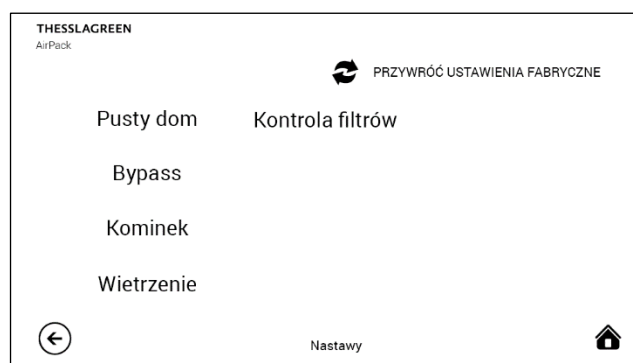 THESSLAGREEN
AirPack
PRZYWRÓĆ USTAWIENIA FABRYCZNE
Pusty dom
Kontrola filtrów
Bypass
Kominek
Wietrzenie
Nastawy